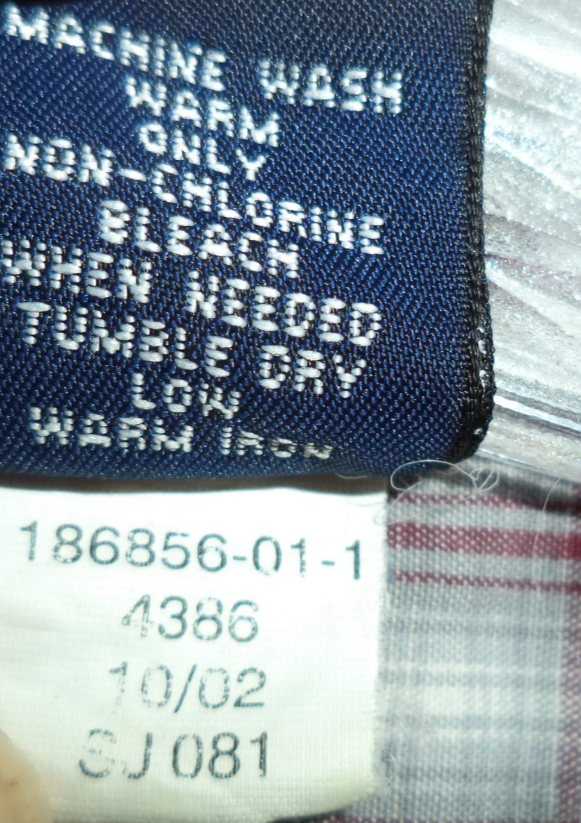 MACHINE WASH
WARM
ONLY
NON-CHLORINE
BLEACH
WHEN NEEDED
TUMBLE DRY
LOW
WARM IRON
186856-01-1
4386
10/02
SJ 081